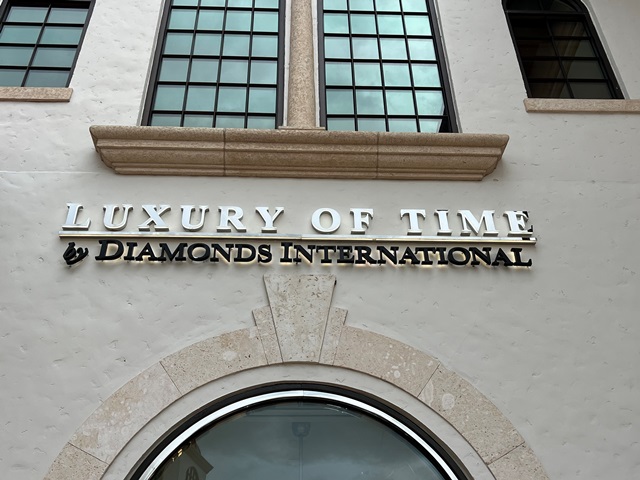 LUXURY OF TIME
by DIAMONDS INTERNATIONAL